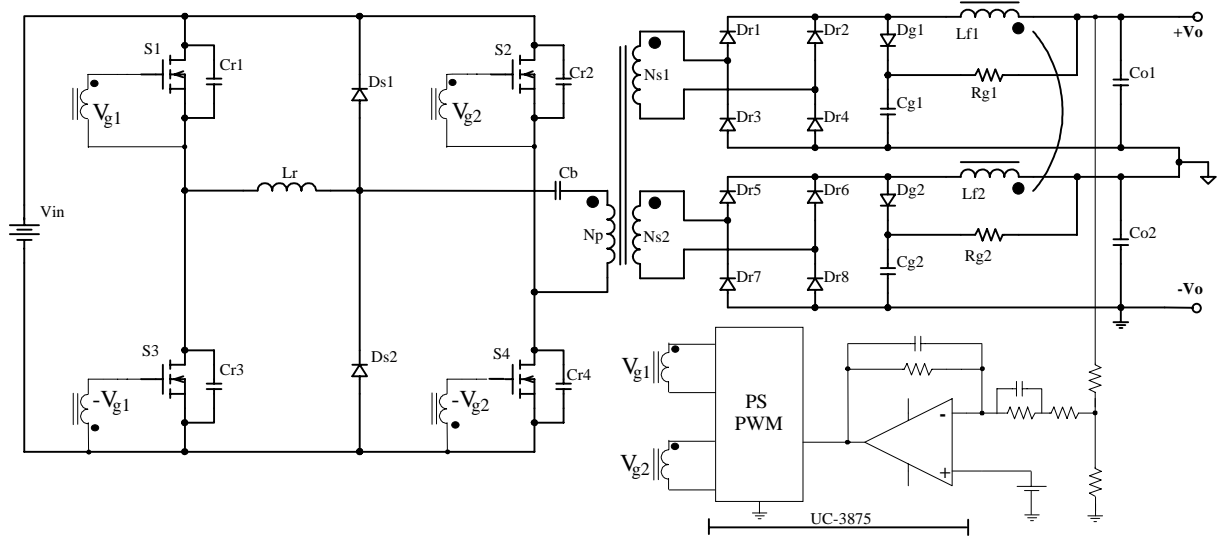 S1
Cr1
Vg1
S2
Cr2
Vg2
Ds1
Lr
Cb
Vin
Np
Ns1
Ns2
S3
Cr3
-Vg1
Ds2
S4
Cr4
-Vg2
Dr1
Dr2
Dg1
Lf1
+Vo
Rg1
Cg1
Co1
Dr3
Dr4
Dr5
Dr6
Dg2
Lf2
Rg2
Cg2
Co2
Dr7
Dr8
-Vo
Vg1
Vg2
PS
PWM
-
+
UC-3875